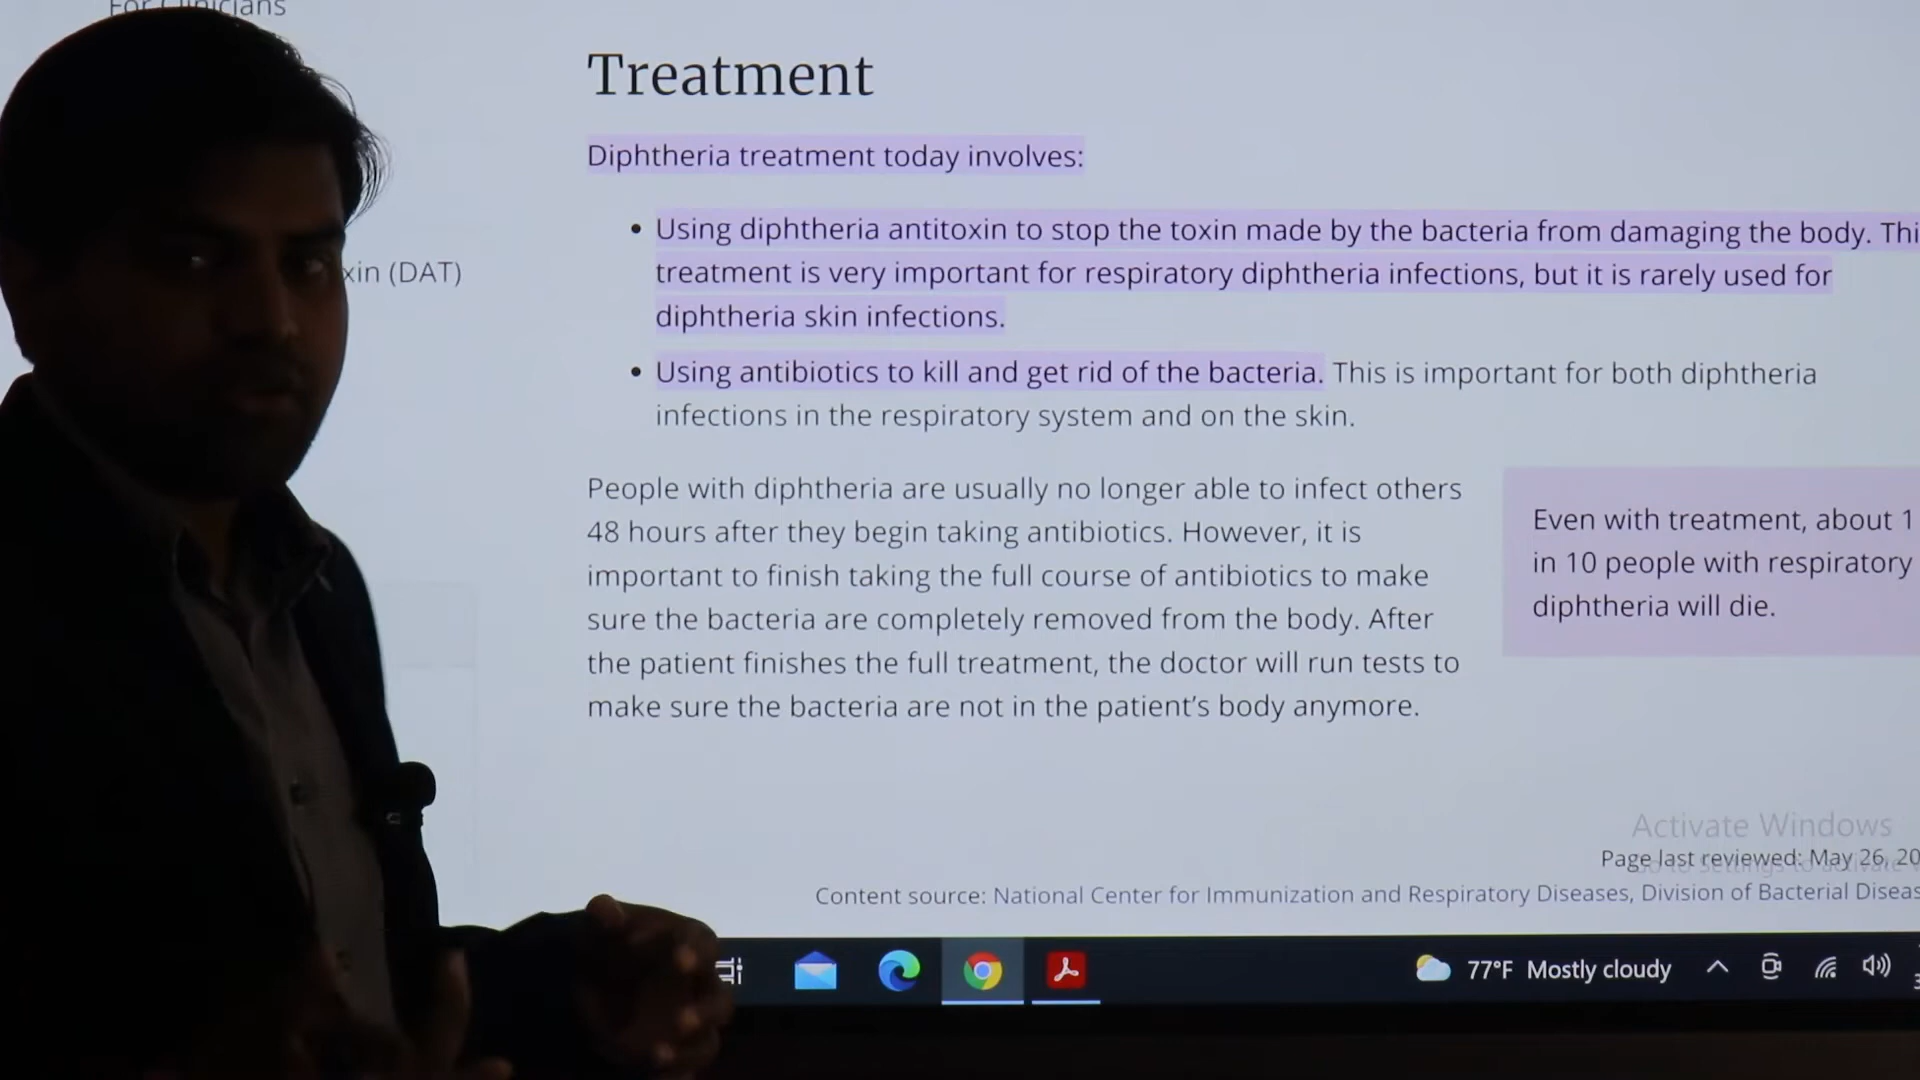 For Clinicians
Treatment
Diphtheria treatment today involves:
• Using diphtheria antitoxin to stop the toxin made by the bacteria from damaging the body. Thi
treatment is very important for respiratory diphtheria infections, but it is rarely used for
diphtheria skin infections.
xin (DAT)
• Using antibiotics to kill and get rid of the bacteria. This is important for both diphtheria
infections in the respiratory system and on the skin.
People with diphtheria are usually no longer able to infect others
48 hours after they begin taking antibiotics. However, it is
important to finish taking the full course of antibiotics to make
sure the bacteria are completely removed from the body. After
the patient finishes the full treatment, the doctor will run tests to
make sure the bacteria are not in the patient’s body anymore.
Even with treatment, about 1
in 10 people with respiratory
diphtheria will die.
Activate Windows
Page last reviewed: May 26, 20
Content source: National Center for Immunization and Respiratory Diseases, Division of Bacterial Diseas
77°F Mostly cloudy